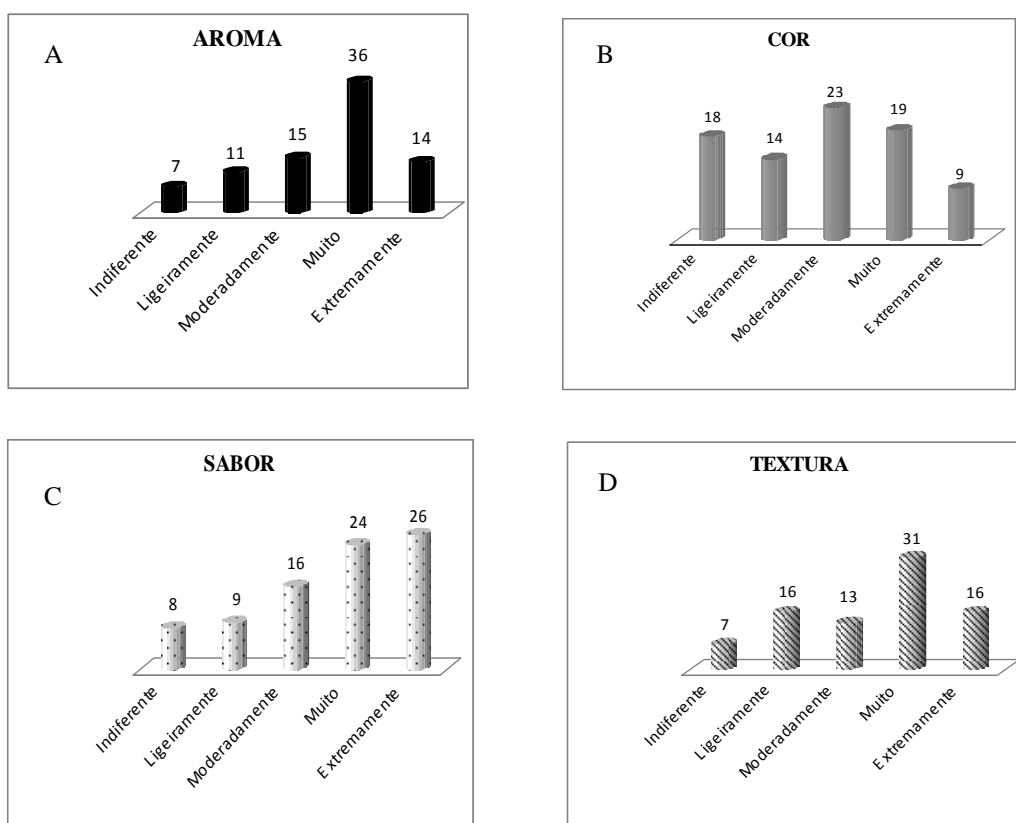 A
AROMA
36
15
14
11
7
Indiferente
Ligeiramente
Moderadamente
Muito
Extremamente
B
COR
23
19
18
14
9
Indiferente
Ligeiramente
Moderadamente
Muito
Extremamente
C
SABOR
26
24
16
9
8
Indiferente
Ligeiramente
Moderadamente
Muito
Extremamente
D
TEXTURA
31
16
16
13
7
Indiferente
Ligeiramente
Moderadamente
Muito
Extremamente